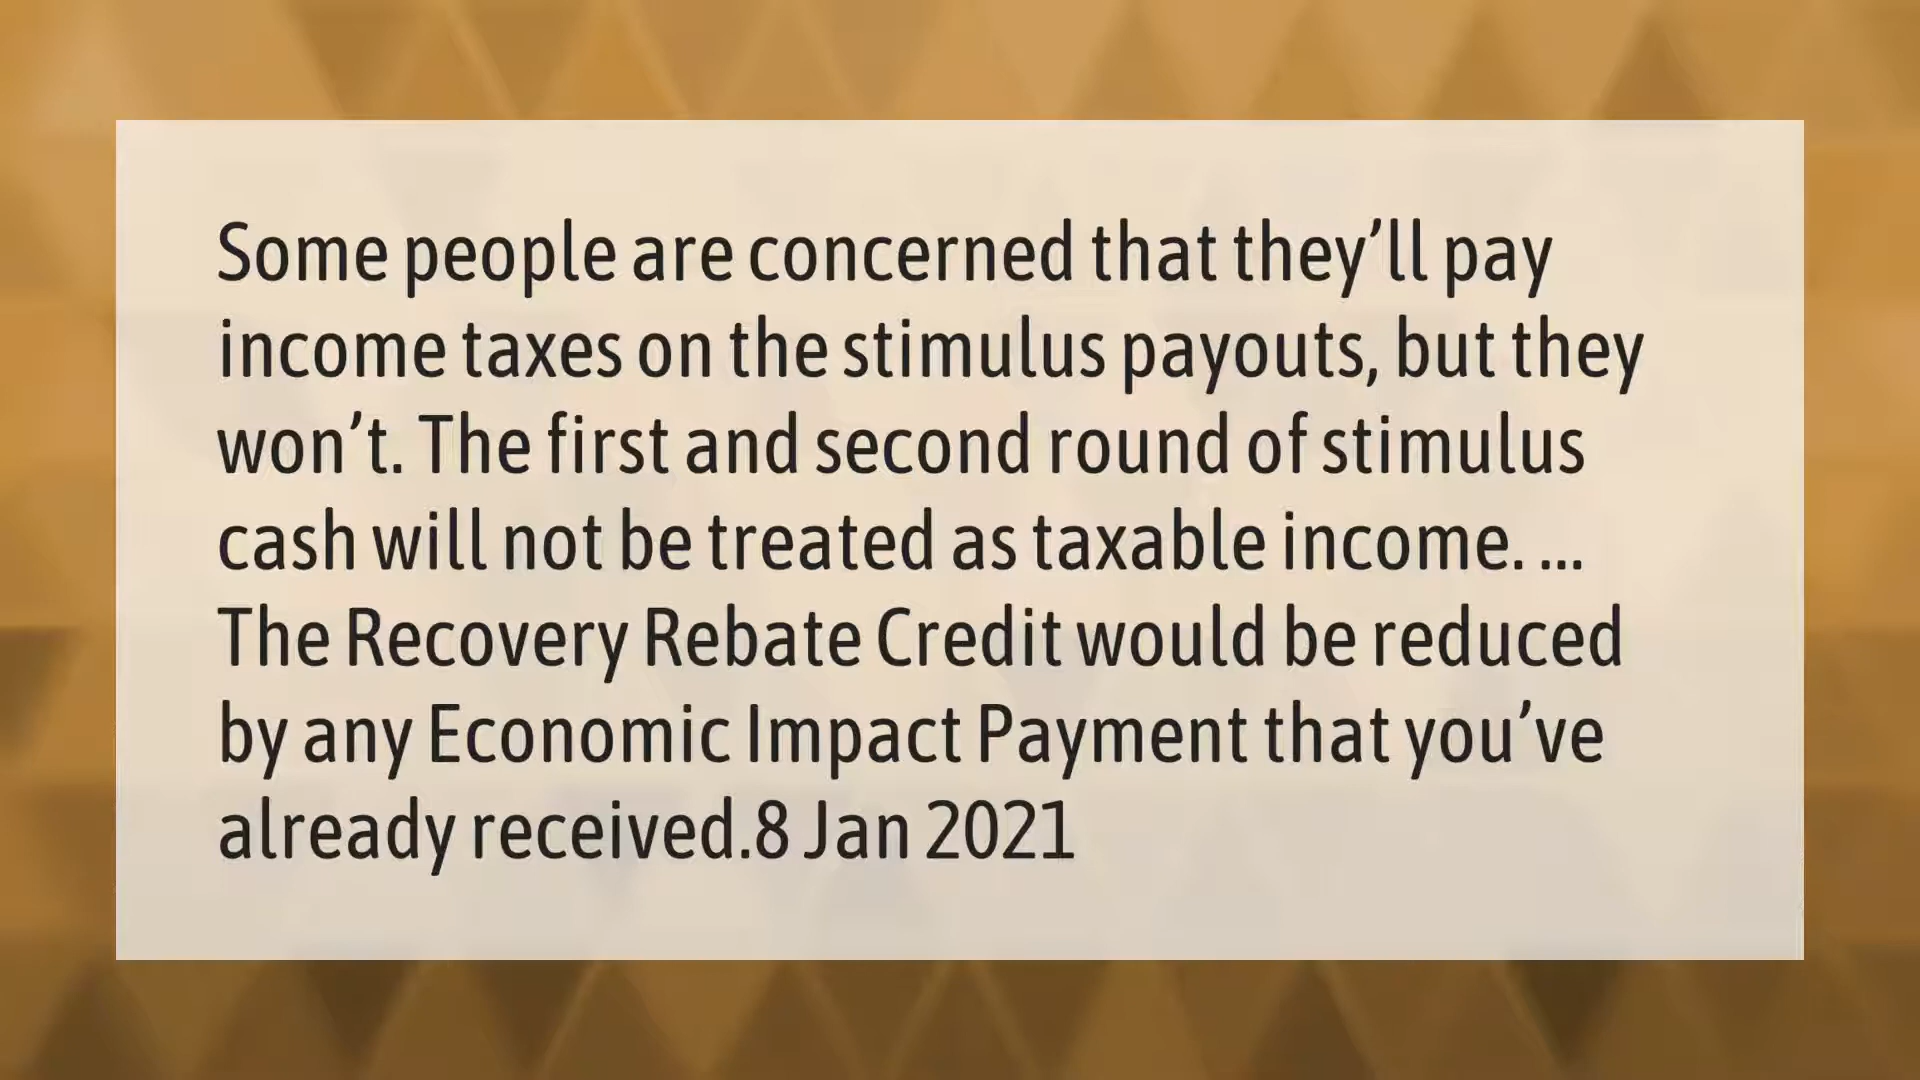 Some people are concerned that they’ll pay
income taxes on the stimulus payouts, but they
won’t. The first and second round of stimulus
cash will not be treated as taxable income. ...
The Recovery Rebate Credit would be reduced
by any Economic Impact Payment that you’ve
already received.8 Jan 2021